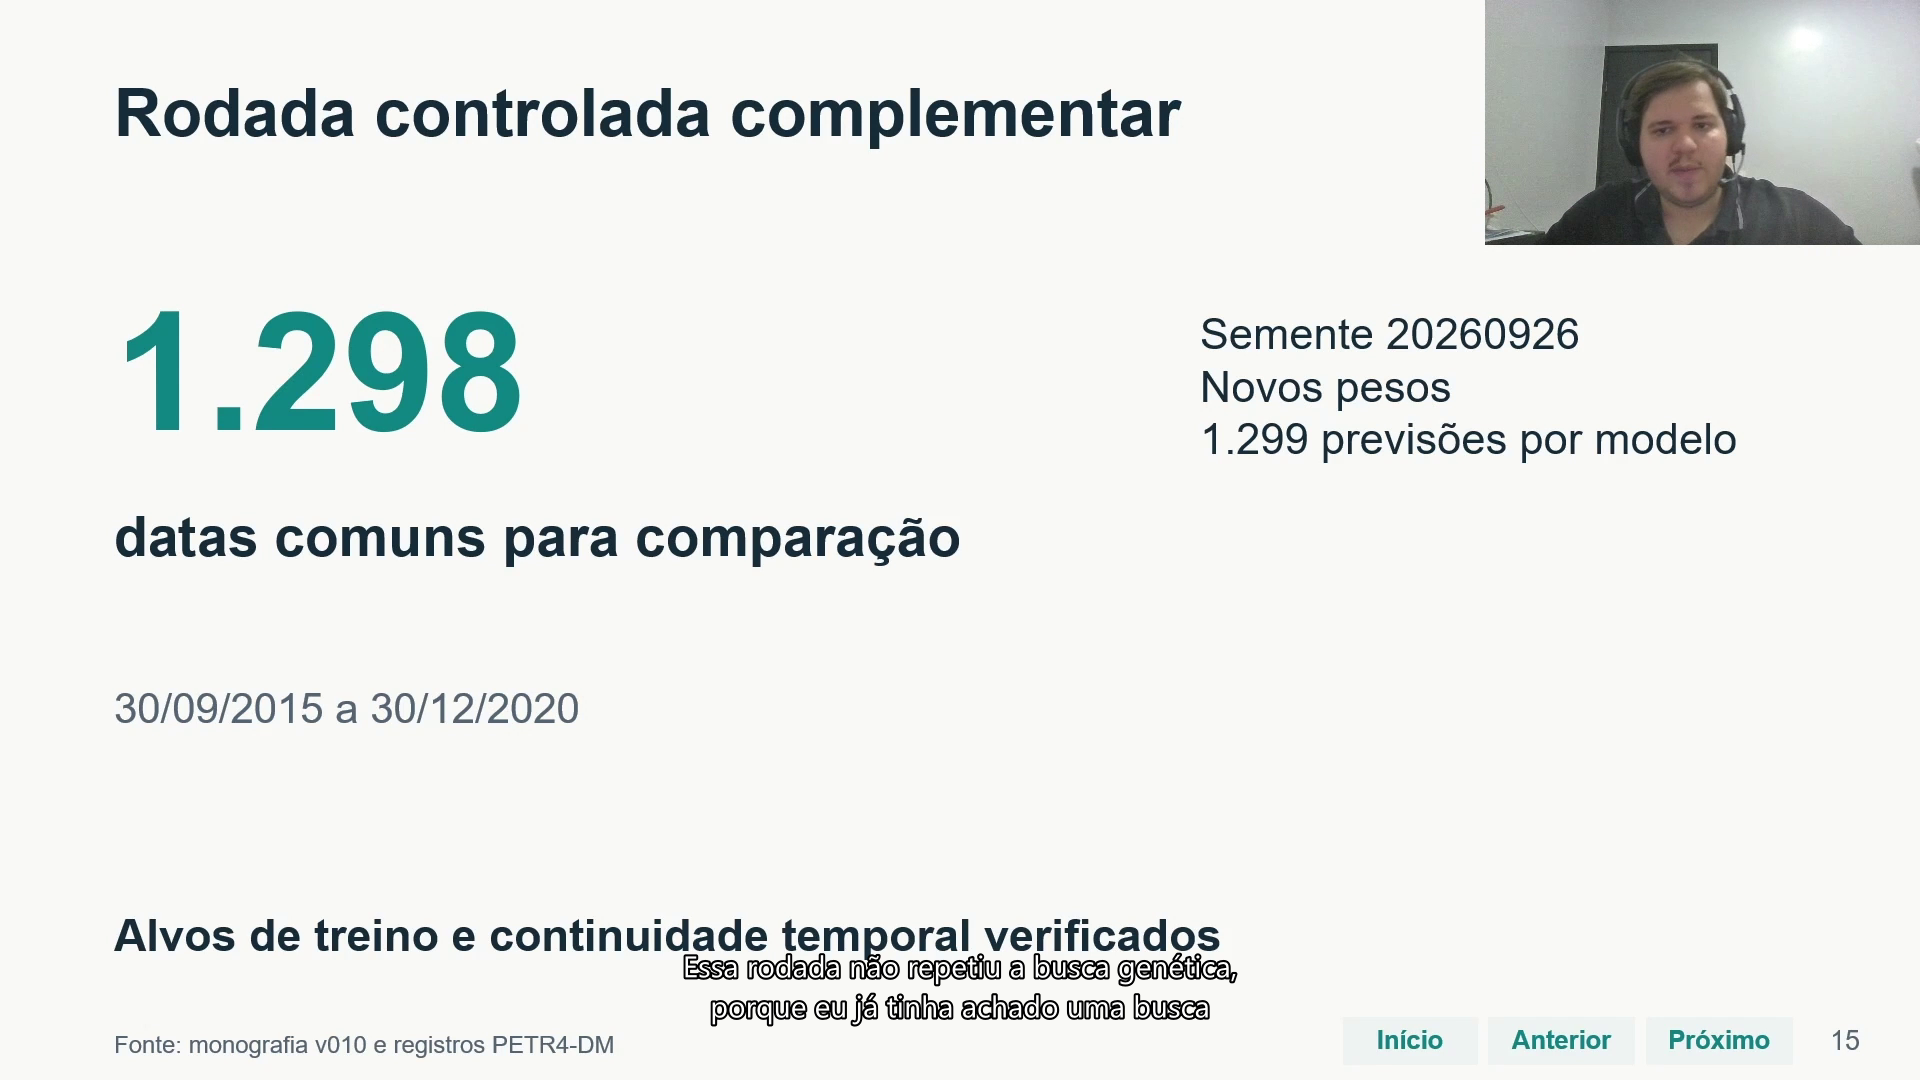 Rodada controlada complementar
1.298
datas comuns para comparação
30/09/2015 a 30/12/2020
Semente 20260926
Novos pesos
1.299 previsões por modelo
Alvos de treino e continuidade temporal verificados
Essa rodada não repetiu a busca genética,
porque eu já tinha achado uma busca
Fonte: monografia v010 e registros PETR4-DM
Início
Anterior
Próximo
15